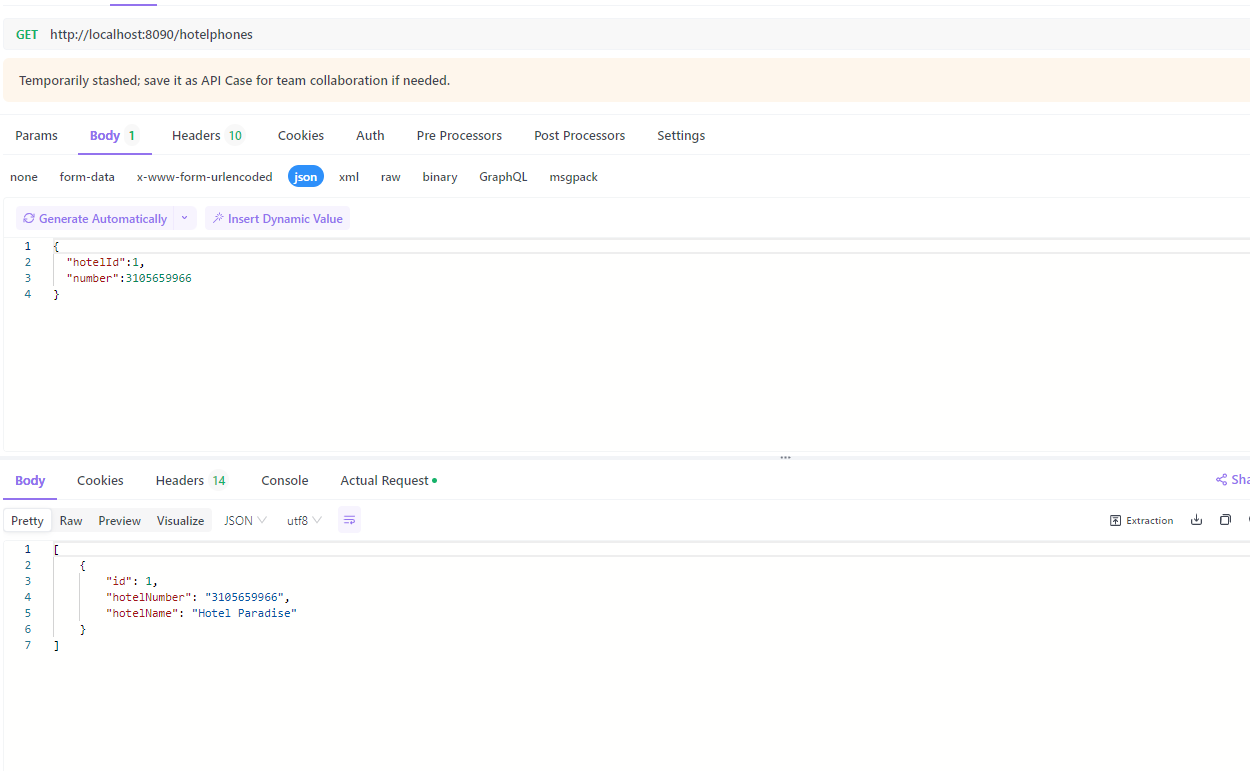 GET http://localhost:8090/hotelphones
Temporarily stashed; save it as API Case for team collaboration if needed.
Params Body 1 Headers 10 Cookies Auth Pre Processors Post Processors Settings
none form-data x-www-form-urlencoded json xml raw binary GraphQL msgpack
Generate Automatically Insert Dynamic Value
1 {
2 "hotelId":1,
3 "number":3105659966
4 }
Body Cookies Headers 14 Console Actual Request Sha
Pretty Raw Preview Visualize JSON utf8 Extraction
1 [
2 {
3 "id": 1,
4 "hotelNumber": "3105659966",
5 "hotelName": "Hotel Paradise"
6 }
7 ]